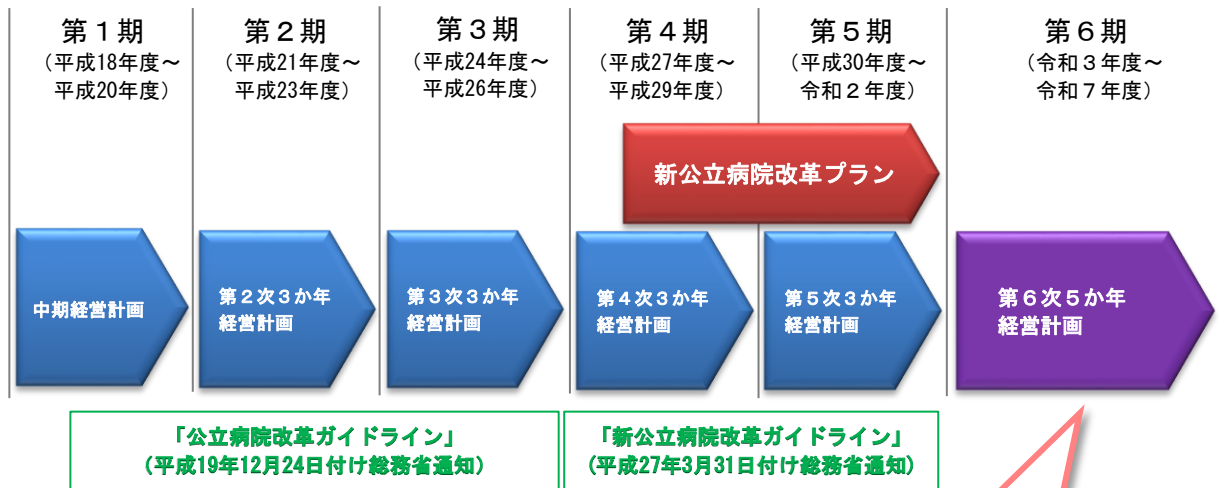 第１期
（平成18年度～
平成20年度）
第２期
（平成21年度～
平成23年度）
第３期
（平成24年度～
平成26年度）
第４期
（平成27年度～
平成29年度）
第５期
（平成30年度～
令和２年度）
第６期
（令和３年度～
令和７年度）
新公立病院改革プラン
中期経営計画
第２次３か年
経営計画
第３次３か年
経営計画
第４次３か年
経営計画
第５次３か年
経営計画
第６次５か年
経営計画
「公立病院改革ガイドライン」
（平成19年12月24日付け総務省通知）
「新公立病院改革ガイドライン」
（平成27年3月31日付け総務省通知）